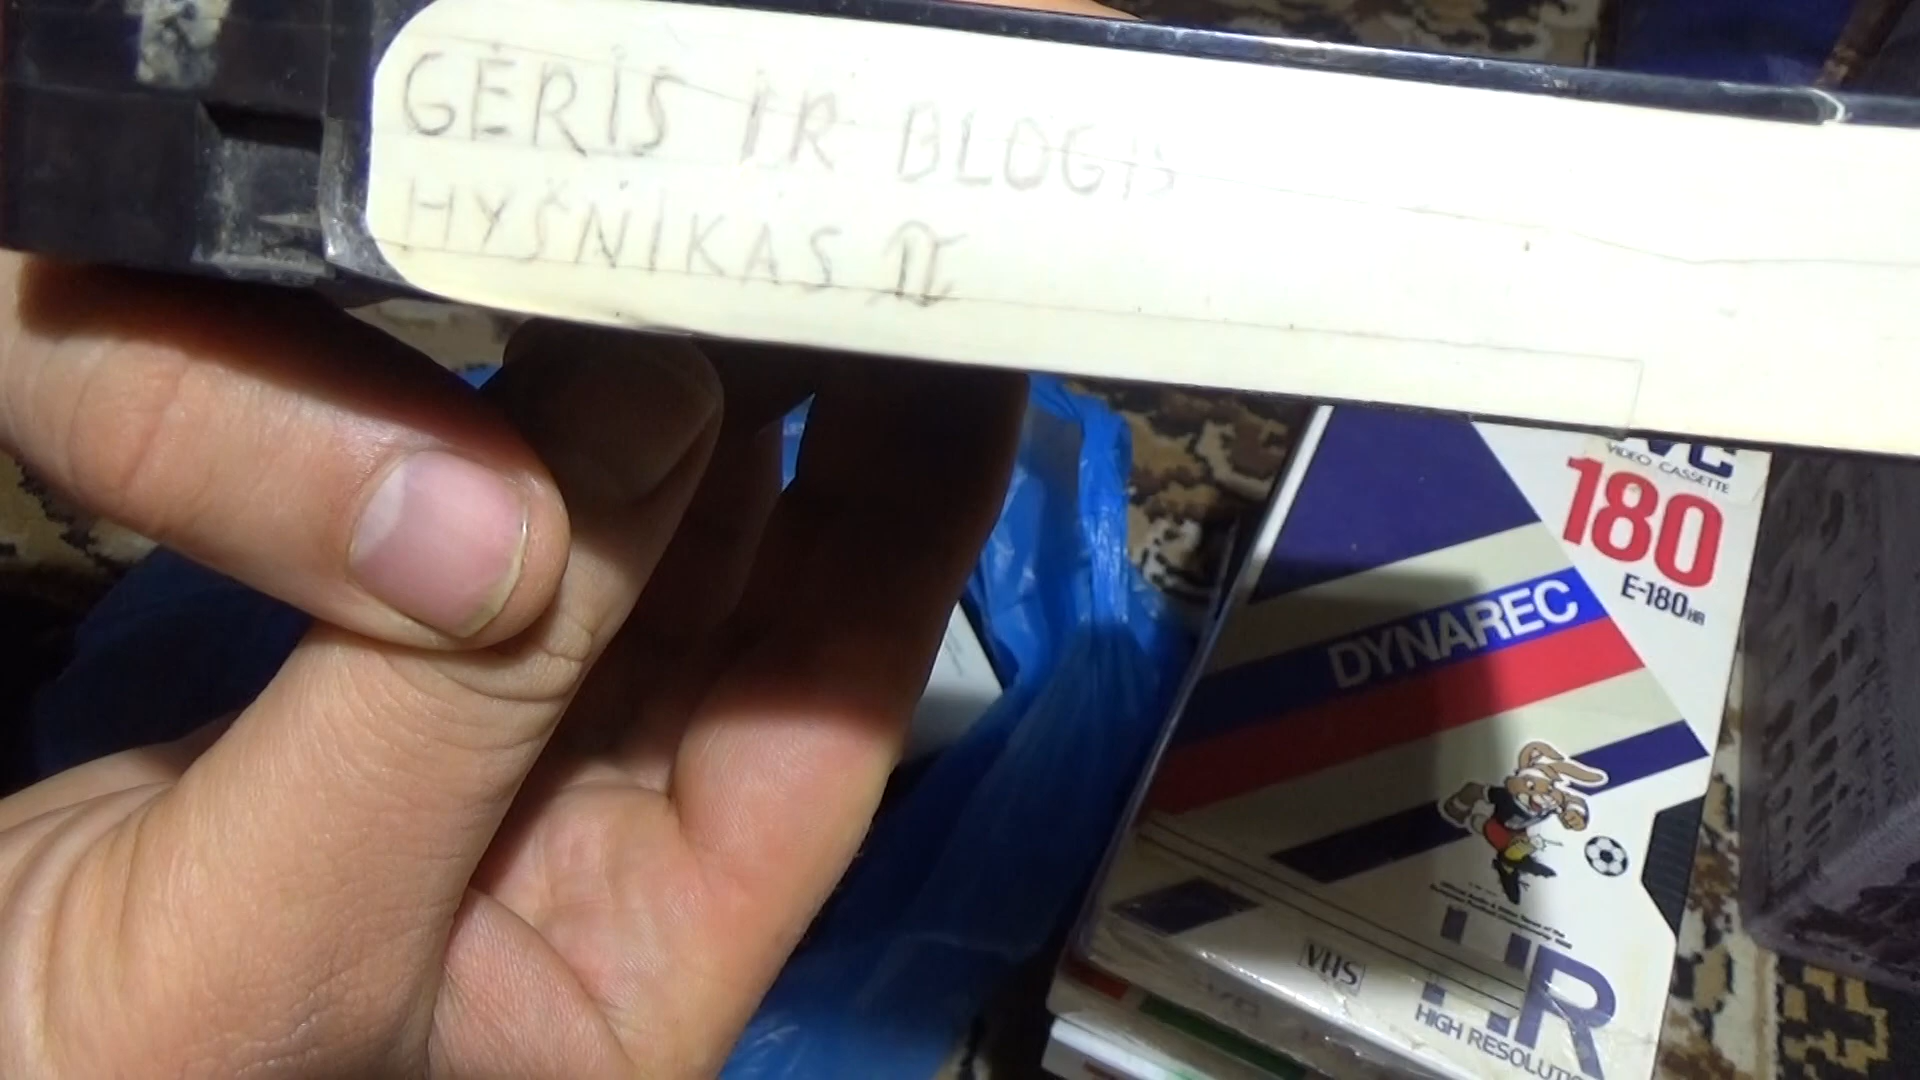 GĖRIS IR BLOGIS
HYŠNIKAS II
VIDEO CASSETTE
180
E-180HR
DYNAREC
VHS
HR
HIGH RESOLUTIO